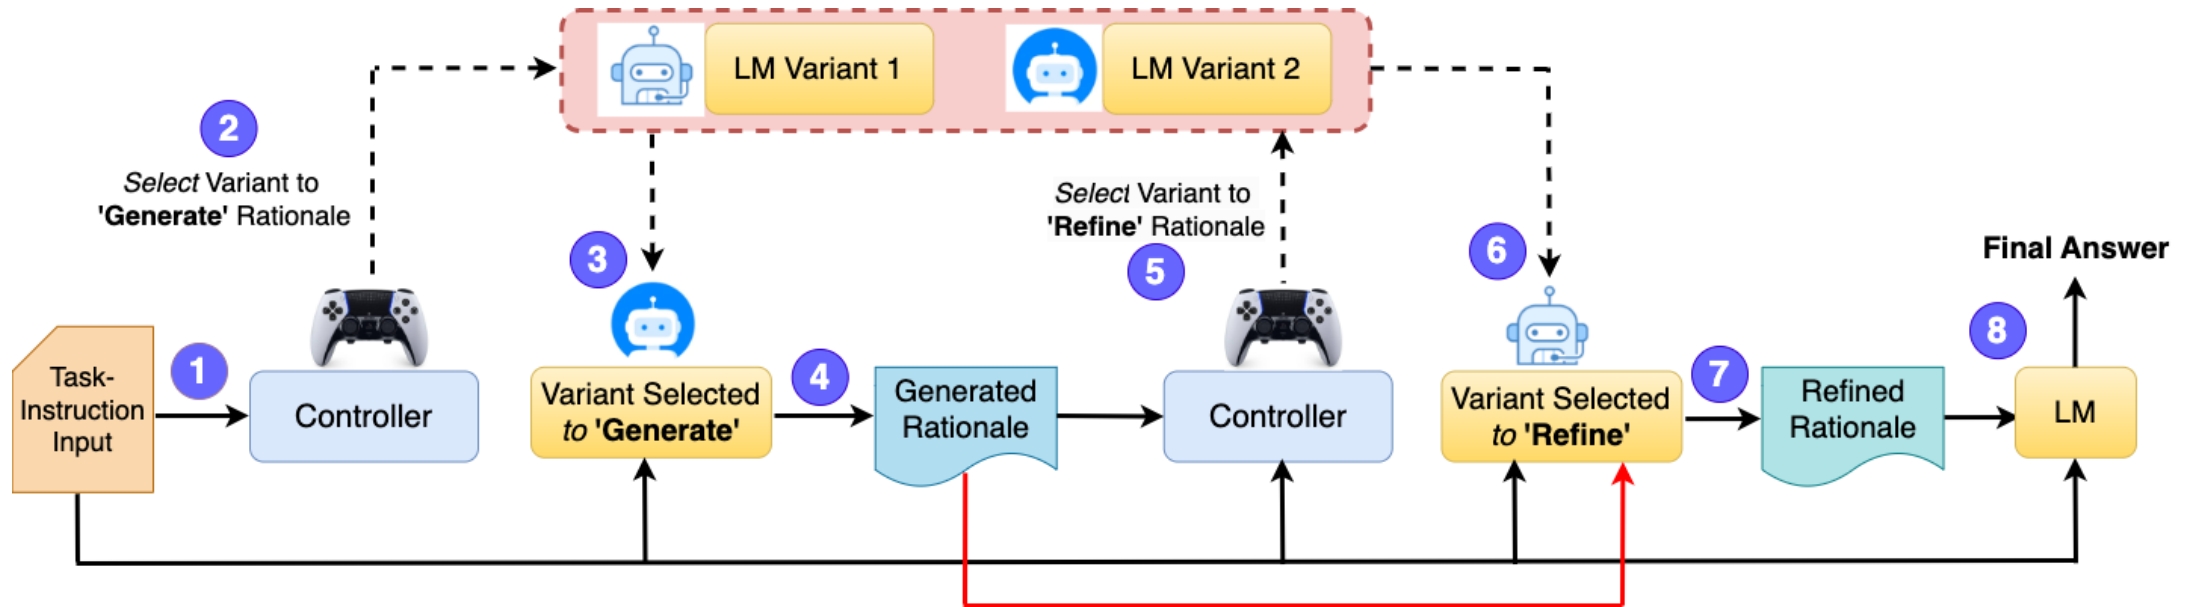 LM Variant 1
LM Variant 2
2
Select Variant to
'Generate' Rationale
Select Variant to
'Refine' Rationale
3
5
6
Final Answer
8
1
4
7
Task-
Instruction
Input
Controller
Variant Selected
to 'Generate'
Generated
Rationale
Controller
Variant Selected
to 'Refine'
Refined
Rationale
LM